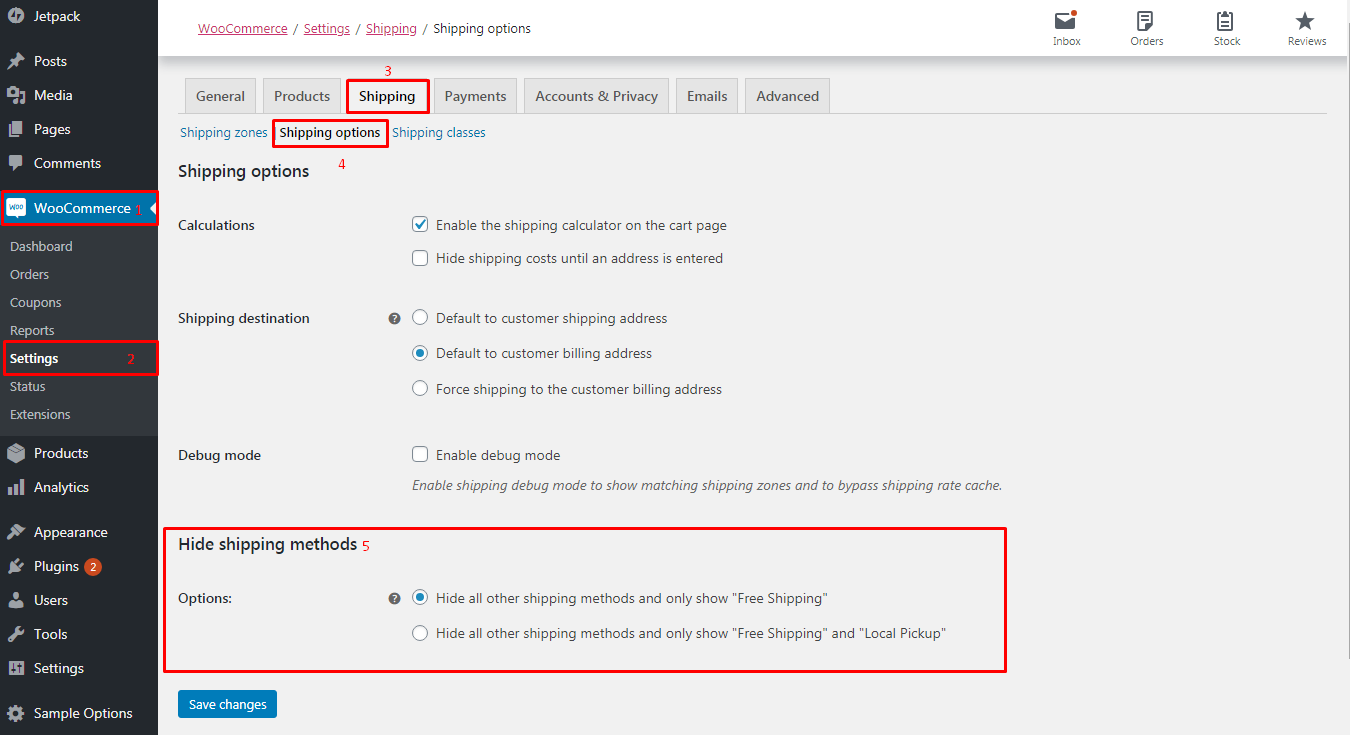 Jetpack
Posts
Media
Pages
Comments
WOO WooCommerce 1
Dashboard
Orders
Coupons
Reports
Settings 2
Status
Extensions
Products
Analytics
Appearance
Plugins 2
Users
Tools
Settings
Sample Options
WooCommerce / Settings / Shipping / Shipping options
Inbox Orders Stock Reviews
3
General Products Shipping Payments Accounts & Privacy Emails Advanced
Shipping zones Shipping options Shipping classes
4
Shipping options
Calculations Enable the shipping calculator on the cart page
Hide shipping costs until an address is entered
Shipping destination ? Default to customer shipping address
Default to customer billing address
Force shipping to the customer billing address
Debug mode Enable debug mode
Enable shipping debug mode to show matching shipping zones and to bypass shipping rate cache.
Hide shipping methods 5
Options: ? Hide all other shipping methods and only show "Free Shipping"
Hide all other shipping methods and only show "Free Shipping" and "Local Pickup"
Save changes